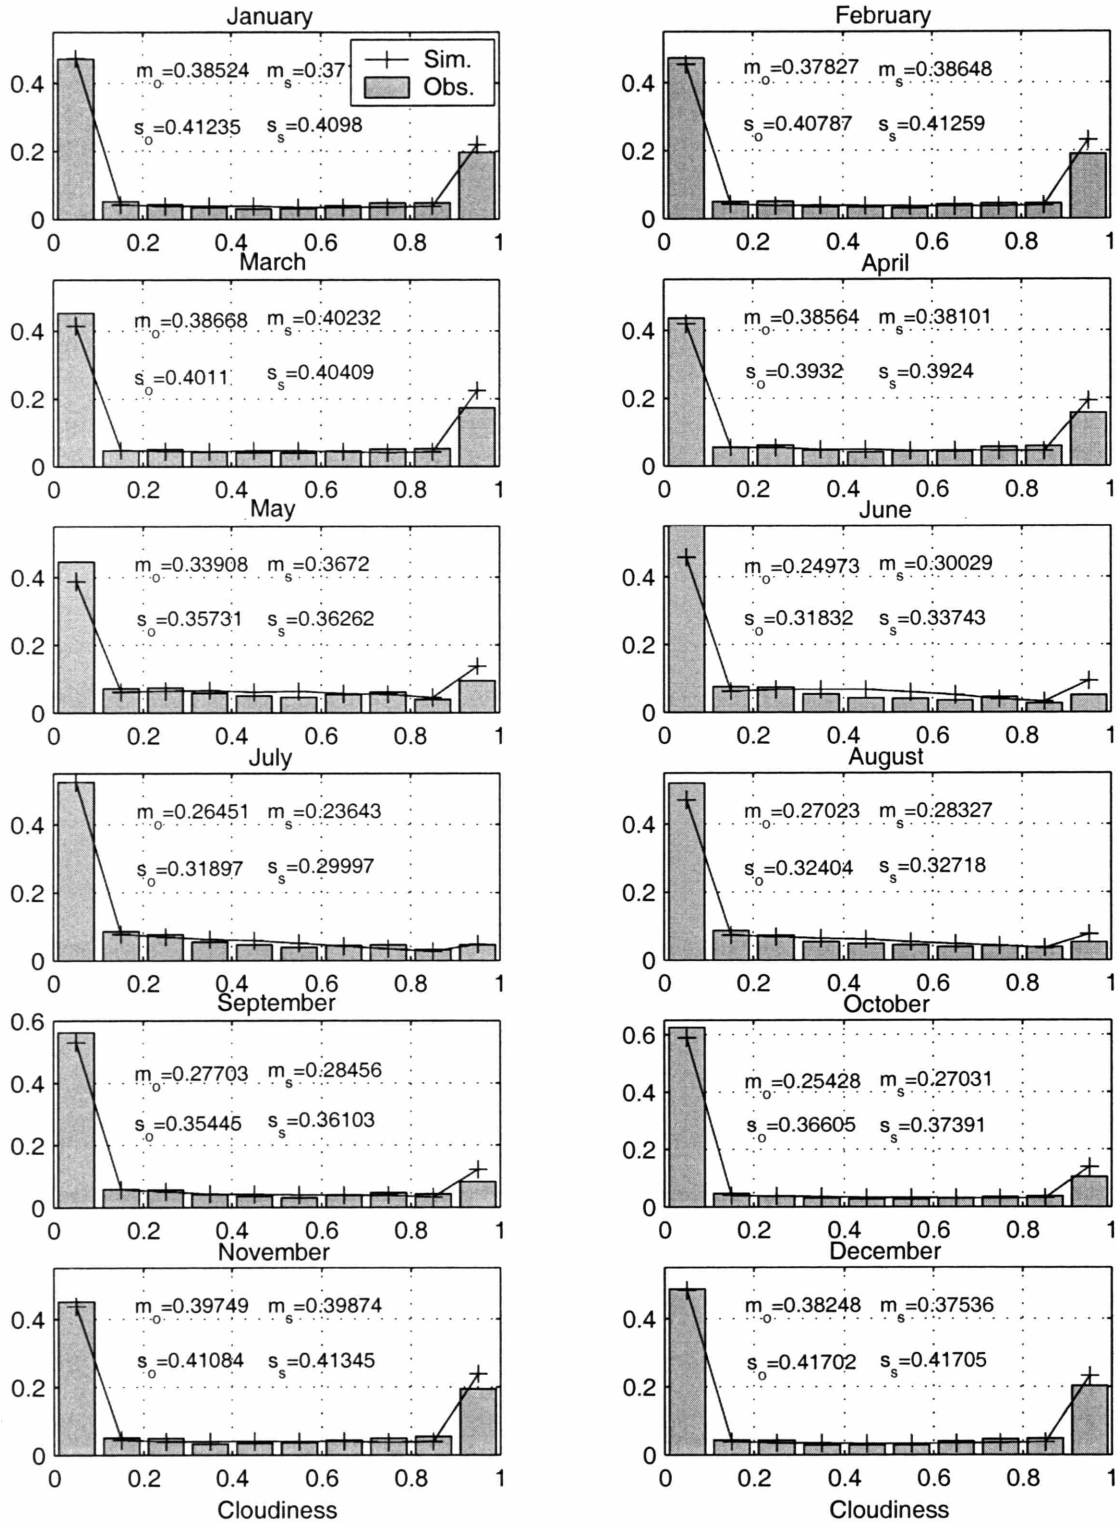 January
Sim.
Obs.
m_o=0.38524 m_s=0.37
s_o=0.41235 s_s=0.4098
0.4
0.2
0
0 0.2 0.4 0.6 0.8 1
February
m_o=0.37827 m_s=0.38648
s_o=0.40787 s_s=0.41259
0.4
0.2
0
0 0.2 0.4 0.6 0.8 1
March
m_o=0.38668 m_s=0.40232
s_o=0.4011 s_s=0.40409
0.4
0.2
0
0 0.2 0.4 0.6 0.8 1
April
m_o=0.38564 m_s=0.38101
s_o=0.3932 s_s=0.3924
0.4
0.2
0
0 0.2 0.4 0.6 0.8 1
May
m_o=0.33908 m_s=0.3672
s_o=0.35731 s_s=0.36262
0.4
0.2
0
0 0.2 0.4 0.6 0.8 1
June
m_o=0.24973 m_s=0.30029
s_o=0.31832 s_s=0.33743
0.4
0.2
0
0 0.2 0.4 0.6 0.8 1
July
m_o=0.26451 m_s=0.23643
s_o=0.31897 s_s=0.29997
0.4
0.2
0
0 0.2 0.4 0.6 0.8 1
August
m_o=0.27023 m_s=0.28327
s_o=0.32404 s_s=0.32718
0.4
0.2
0
0 0.2 0.4 0.6 0.8 1
September
m_o=0.27703 m_s=0.28456
s_o=0.35445 s_s=0.36103
0.6
0.4
0.2
0
0 0.2 0.4 0.6 0.8 1
October
m_o=0.25428 m_s=0.27031
s_o=0.36605 s_s=0.37391
0.6
0.4
0.2
0
0 0.2 0.4 0.6 0.8 1
November
m_o=0.39749 m_s=0.39874
s_o=0.41084 s_s=0.41345
0.4
0.2
0
0 0.2 0.4 0.6 0.8 1
Cloudiness
December
m_o=0.38248 m_s=0.37536
s_o=0.41702 s_s=0.41705
0.4
0.2
0
0 0.2 0.4 0.6 0.8 1
Cloudiness